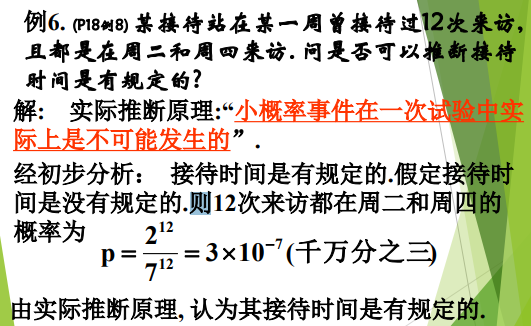 例6. (P18例8) 某接待站在某一周曾接待过12次来访,
且都是在周二和周四来访. 问是否可以推断接待
时间是有规定的?
解: 实际推断原理:“小概率事件在一次试验中实
际上是不可能发生的”.
经初步分析: 接待时间是有规定的.假定接待时
间是没有规定的.则12次来访都在周二和周四的
概率为
p = 2^12 / 7^12 = 3×10^-7 (千万分之三)
由实际推断原理, 认为其接待时间是有规定的.